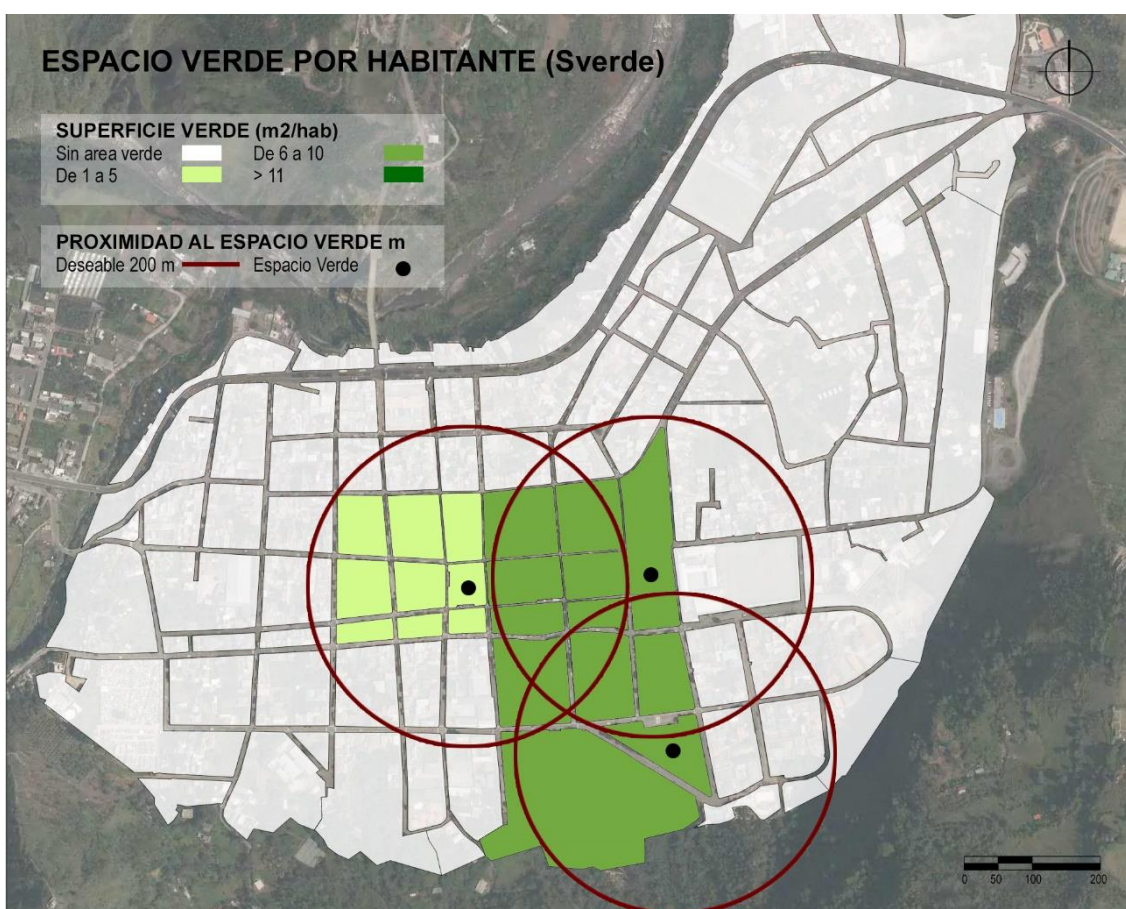 ESPACIO VERDE POR HABITANTE (Sverde)
SUPERFICIE VERDE (m2/hab)
Sin area verde De 6 a 10
De 1 a 5 > 11
PROXIMIDAD AL ESPACIO VERDE m
Deseable 200 m Espacio Verde
0 50 100 200